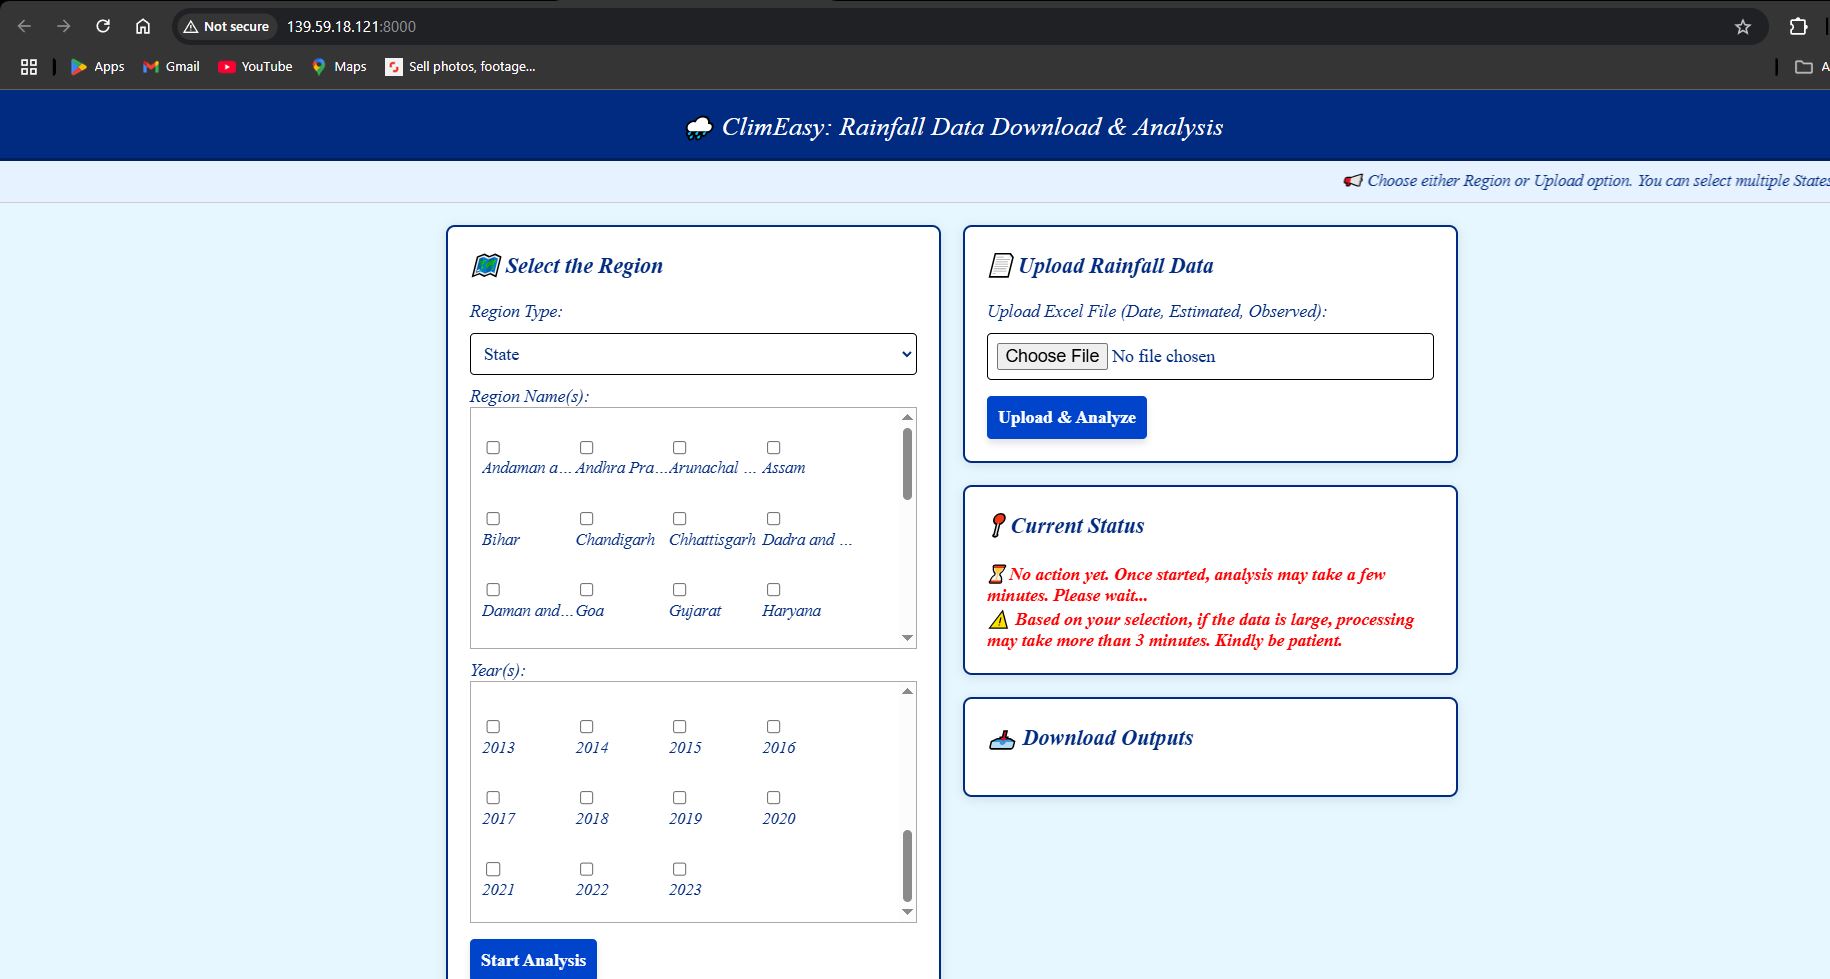 Not secure 139.59.18.121:8000
Apps Gmail YouTube Maps Sell photos, footage...
ClimEasy: Rainfall Data Download & Analysis
Choose either Region or Upload option. You can select multiple States
Select the Region
Region Type:
State
Region Name(s):
Andaman a... Andhra Pra... Arunachal ... Assam
Bihar Chandigarh Chhattisgarh Dadra and ...
Daman and... Goa Gujarat Haryana
Year(s):
2013 2014 2015 2016
2017 2018 2019 2020
2021 2022 2023
Start Analysis
Upload Rainfall Data
Upload Excel File (Date, Estimated, Observed):
Choose File No file chosen
Upload & Analyze
Current Status
No action yet. Once started, analysis may take a few
minutes. Please wait...
Based on your selection, if the data is large, processing
may take more than 3 minutes. Kindly be patient.
Download Outputs